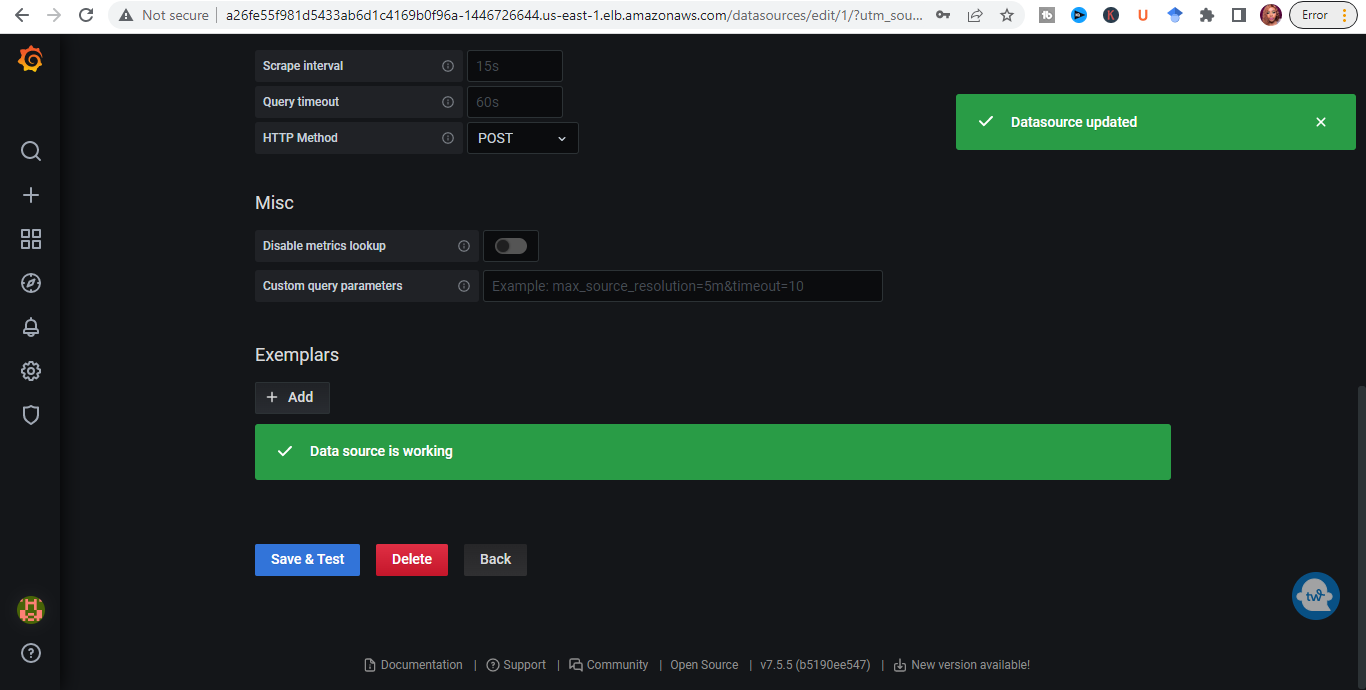 Not secure
a26fe55f981d5433ab6d1c4169b0f96a-1446726644.us-east-1.elb.amazonaws.com/datasources/edit/1/?utm_sou...
tb
K
U
Error
Scrape interval
15s
Query timeout
60s
HTTP Method
POST
Datasource updated
Misc
Disable metrics lookup
Custom query parameters
Example: max_source_resolution=5m&timeout=10
Exemplars
+ Add
Data source is working
Save & Test
Delete
Back
tw
Documentation | Support | Community | Open Source | v7.5.5 (b5190ee547) | New version available!